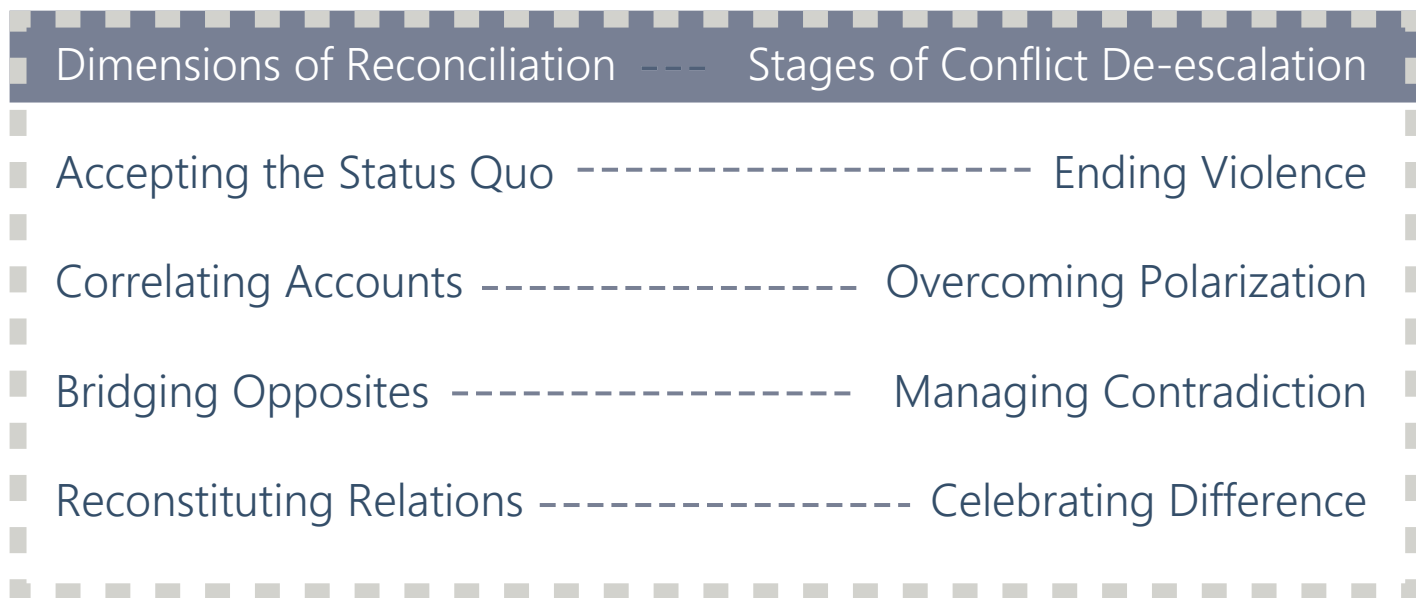 Dimensions of Reconciliation --- Stages of Conflict De-escalation
Accepting the Status Quo ------------------- Ending Violence
Correlating Accounts ---------------- Overcoming Polarization
Bridging Opposites ----------------- Managing Contradiction
Reconstituting Relations ---------------- Celebrating Difference